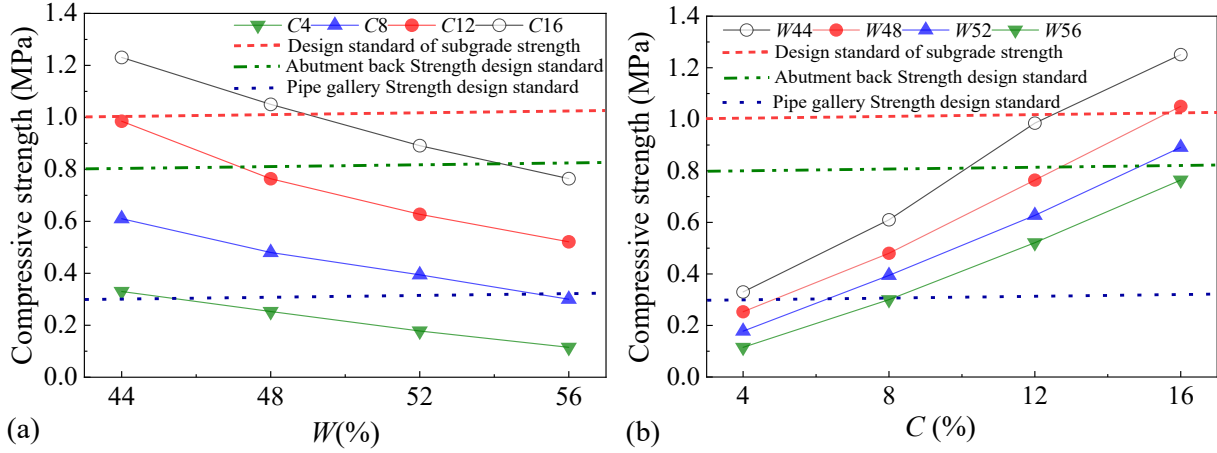 C4 C8 C12 C16
Design standard of subgrade strength
Abutment back Strength design standard
Pipe gallery Strength design standard
Compressive strength (MPa)
1.4
1.2
1.0
0.8
0.6
0.4
0.2
0.0
44 48 52 56
W(%)
(a)
W44 W48 W52 W56
Design standard of subgrade strength
Abutment back Strength design standard
Pipe gallery Strength design standard
Compressive strength (MPa)
1.4
1.2
1.0
0.8
0.6
0.4
0.2
0.0
4 8 12 16
C (%)
(b)